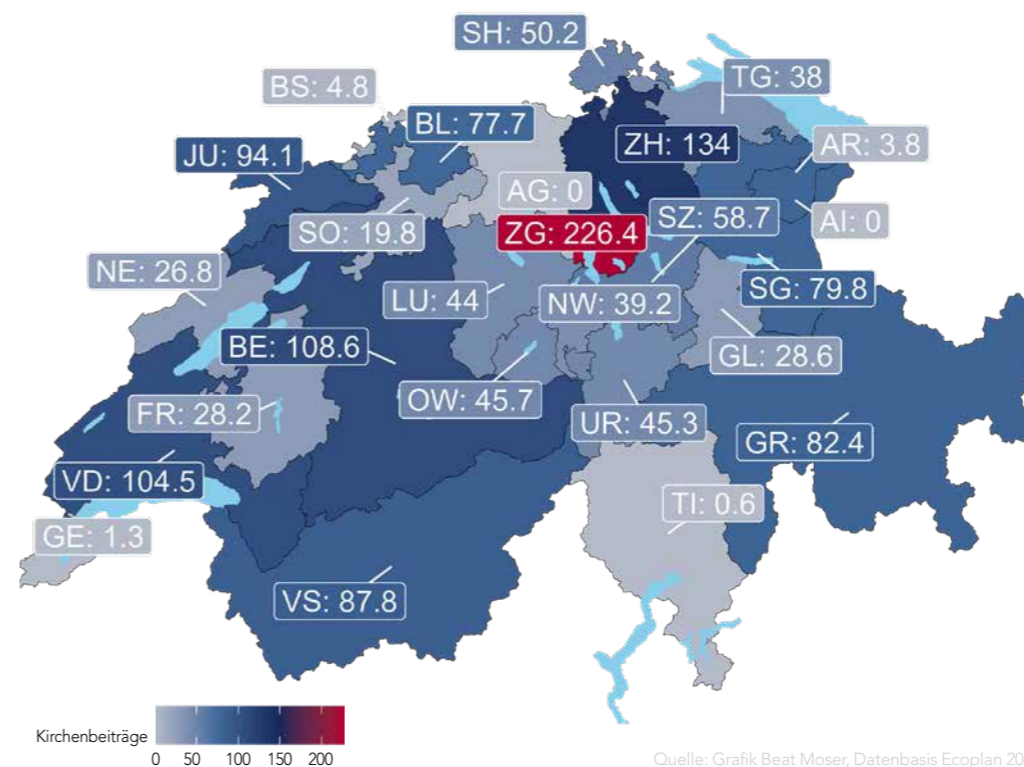 SH: 50.2
BS: 4.8
TG: 38
BL: 77.7
ZH: 134
AR: 3.8
JU: 94.1
AG: 0
SZ: 58.7
AI: 0
SO: 19.8
ZG: 226.4
NE: 26.8
LU: 44
NW: 39.2
SG: 79.8
BE: 108.6
GL: 28.6
OW: 45.7
FR: 28.2
UR: 45.3
GR: 82.4
VD: 104.5
TI: 0.6
GE: 1.3
VS: 87.8
Kirchenbeiträge
0 50 100 150 200
Quelle: Grafik Beat Moser, Datenbasis Ecoplan 20